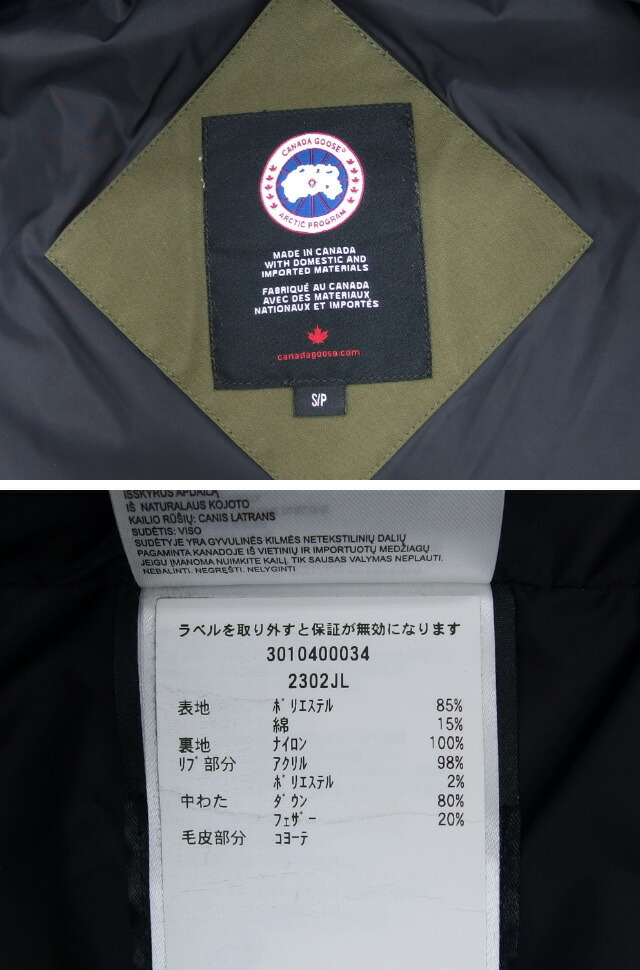 CANADA GOOSE®
ARCTIC PROGRAM
MADE IN CANADA
WITH DOMESTIC AND
IMPORTED MATERIALS
FABRIQUÉ AU CANADA
AVEC DES MATERIAUX
NATIONAUX ET IMPORTÉS
canadagoose.com
S/P
IŠSKYRUS APDAILĄ
IŠ NATŪRALAUS KOJOTO
KAILIO RŪŠIŲ: CANIS LATRANS
SUDĖTIS: VISO
SUDĖTYJE YRA GYVULINĖS KILMĖS NETEKSTILINIŲ DALIŲ
PAGAMINTA KANADOJE IŠ VIETINIŲ IR IMPORTUOTŲ MEDŽIAGŲ
JEIGU ĮMANOMA NUIMKITE KAILĮ. TIK SAUSAS VALYMAS NEPLAUTI.
NEBALINTI. NEGRĘŠTI. NELYGINTI
ラベルを取り外すと保証が無効になります
3010400034
2302JL
表地 ﾎﾟﾘｴｽﾃﾙ 85%
綿 15%
裏地 ﾅｲﾛﾝ 100%
ﾘﾌﾞ部分 ｱｸﾘﾙ 98%
ﾎﾟﾘｴｽﾃﾙ 2%
中わた ﾀﾞｳﾝ 80%
ﾌｪｻﾞｰ 20%
毛皮部分 ｺﾖｰﾃ